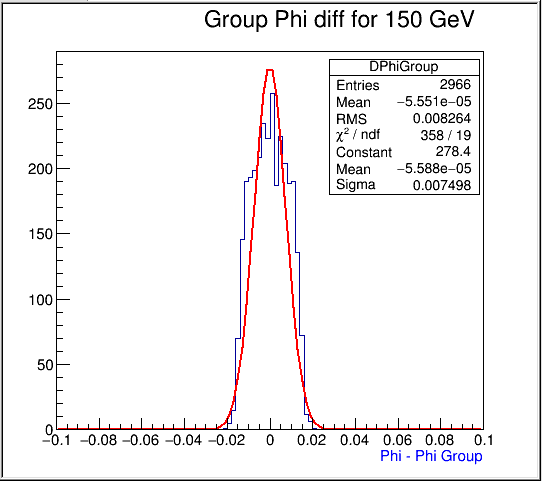 Group Phi diff for 150 GeV
DPhiGroup
Entries 2966
Mean −5.551e−05
RMS 0.008264
χ² / ndf 358 / 19
Constant 278.4
Mean −5.588e−05
Sigma 0.007498
250
200
150
100
50
0
−0.1 −0.08 −0.06 −0.04 −0.02 0 0.02 0.04 0.06 0.08 0.1
Phi - Phi Group